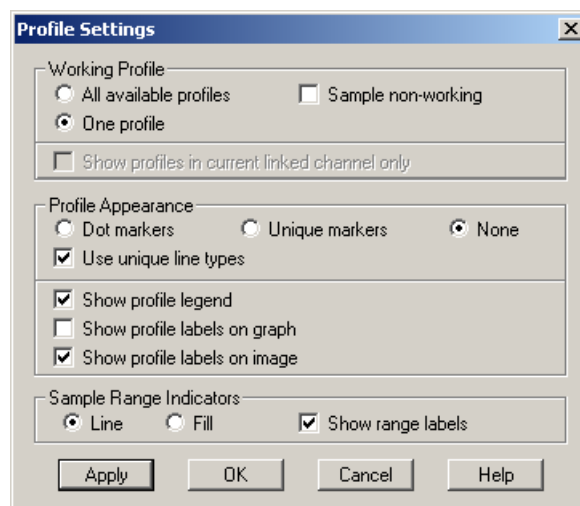 Profile Settings
Working Profile
All available profiles Sample non-working
One profile
Show profiles in current linked channel only
Profile Appearance
Dot markers Unique markers None
Use unique line types
Show profile legend
Show profile labels on graph
Show profile labels on image
Sample Range Indicators
Line Fill Show range labels
Apply OK Cancel Help